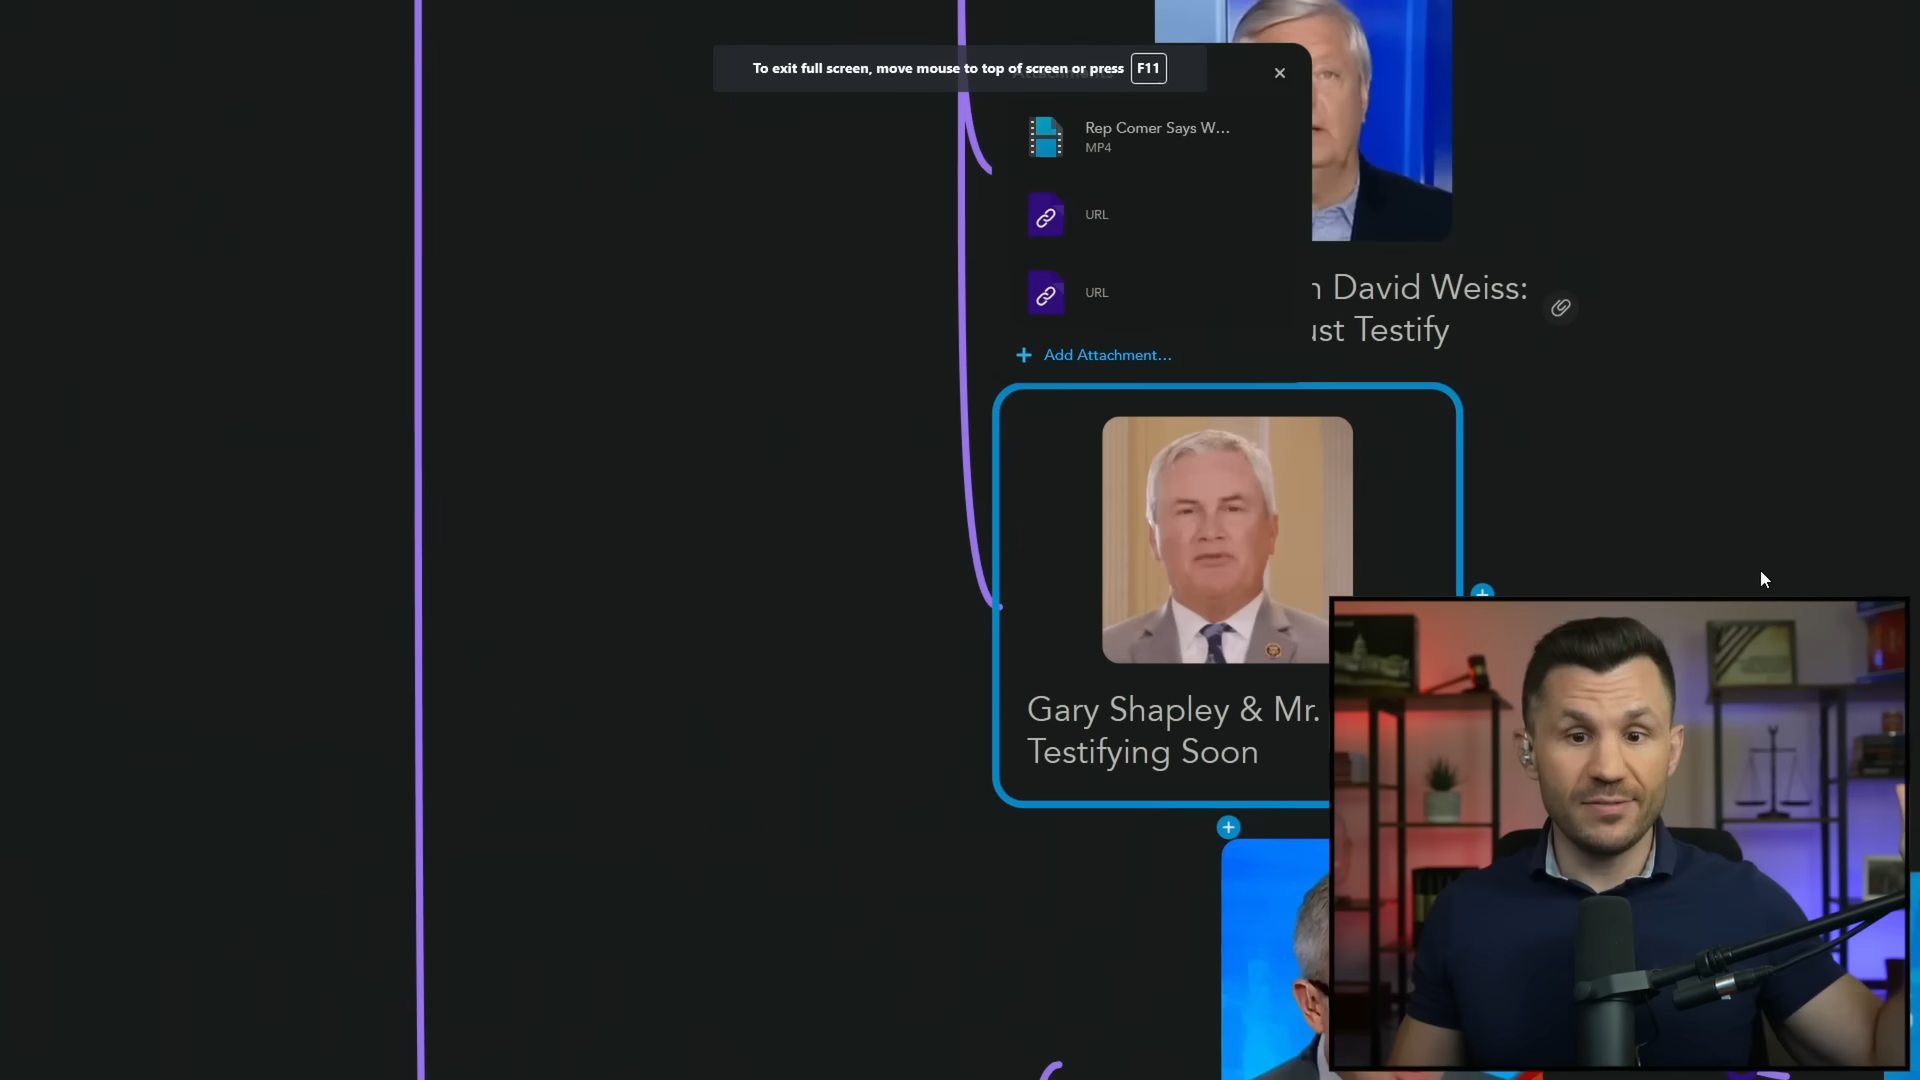 To exit full screen, move mouse to top of screen or press F11
Rep Comer Says W...
MP4
URL
URL
Add Attachment...
David Weiss:
Testify
Gary Shapley & Mr.
Testifying Soon